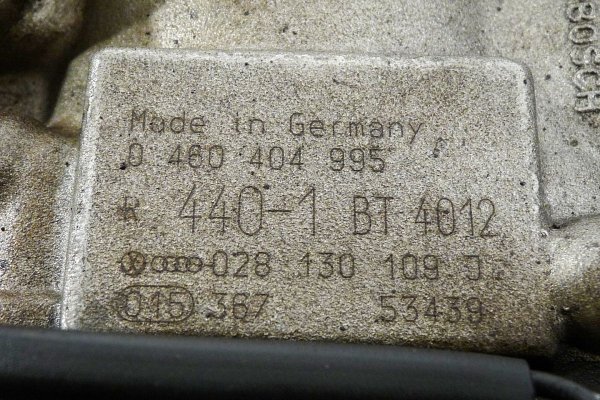 BOSCH
Made in Germany
0 460 404 995
R 440-1 BT 4012
028 130 109 J
015 367 53439